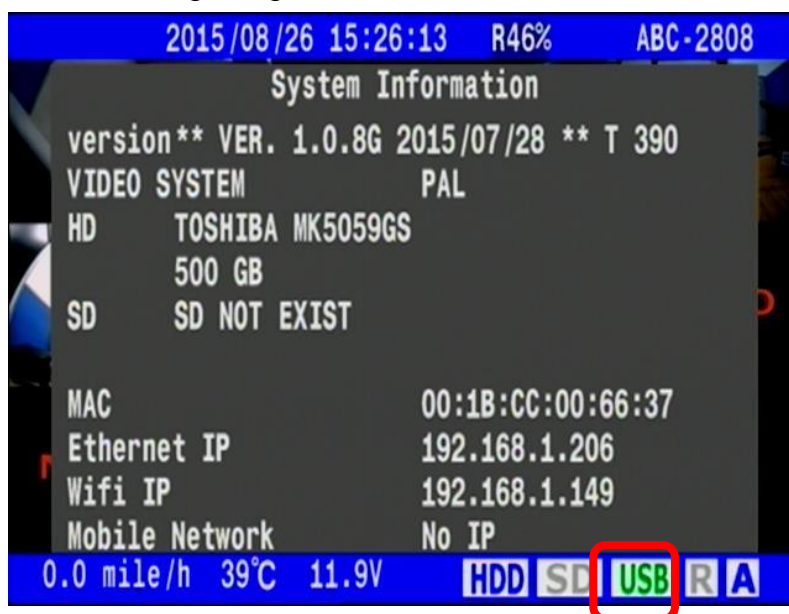 2015/08/26 15:26:13 R46% ABC-2808
System Information
version** VER. 1.0.8G 2015/07/28 ** T 390
VIDEO SYSTEM PAL
HD TOSHIBA MK5059GS
500 GB
SD SD NOT EXIST
MAC 00:1B:CC:00:66:37
Ethernet IP 192.168.1.206
Wifi IP 192.168.1.149
Mobile Network No IP
0.0 mile/h 39℃ 11.9V HDD SD USB R A